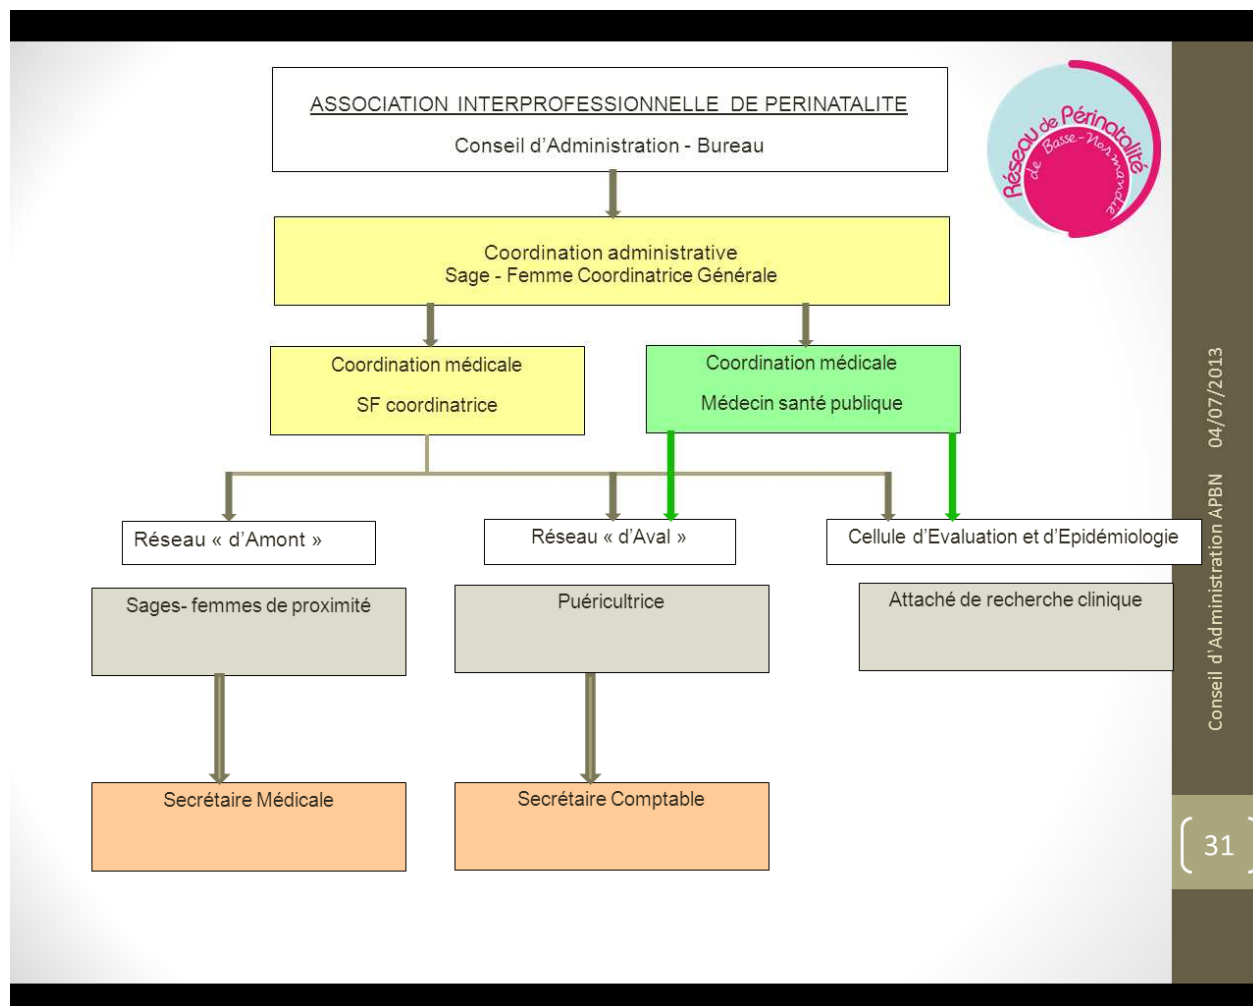 ASSOCIATION INTERPROFESSIONNELLE DE PERINATALITE
Conseil d'Administration - Bureau
Réseau de Périnatalité
de Basse-Normandie
Coordination administrative
Sage - Femme Coordinatrice Générale
Coordination médicale
SF coordinatrice
Coordination médicale
Médecin santé publique
Réseau « d'Amont »
Réseau « d'Aval »
Cellule d'Evaluation et d'Epidémiologie
Sages- femmes de proximité
Puéricultrice
Attaché de recherche clinique
Secrétaire Médicale
Secrétaire Comptable
Conseil d'Administration APBN 04/07/2013
31